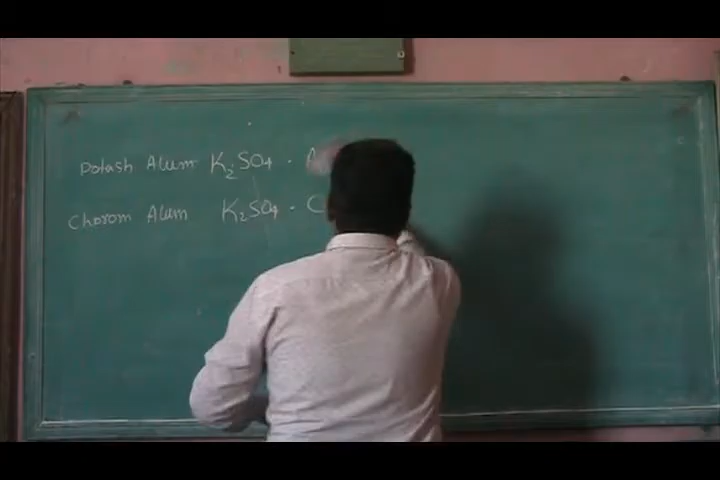 Potash Alum K₂SO₄ . A
Chorom Alum K₂SO₄ . C